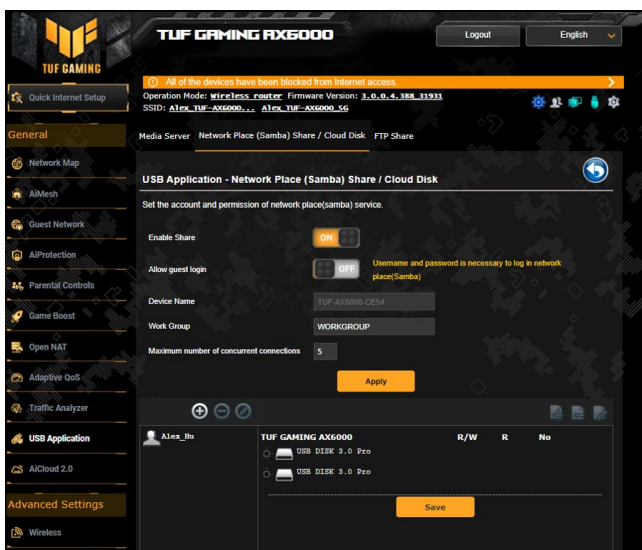 TUF GAMING
TUF GAMING AX6000
Logout
English
All of the devices have been blocked from Internet access.
Quick Internet Setup
Operation Mode: Wireless router Firmware Version: 3.0.0.4.388_31931
SSID: Alex_TUF-AX6000... Alex_TUF-AX6000_5G
General
Media Server Network Place (Samba) Share / Cloud Disk FTP Share
Network Map
AiMesh
Guest Network
AiProtection
Parental Controls
Game Boost
Open NAT
Adaptive QoS
Traffic Analyzer
USB Application
AiCloud 2.0
Advanced Settings
Wireless
USB Application - Network Place (Samba) Share / Cloud Disk
Set the account and permission of network place(samba) service.
Enable Share ON
Allow guest login OFF Username and password is necessary to log in network
place(Samba)
Device Name TUF-AX6000-CE54
Work Group WORKGROUP
Maximum number of concurrent connections 5
Apply
Alex_Hu TUF GAMING AX6000 R/W R No
USB DISK 3.0 Pro
USB DISK 3.0 Pro
Save